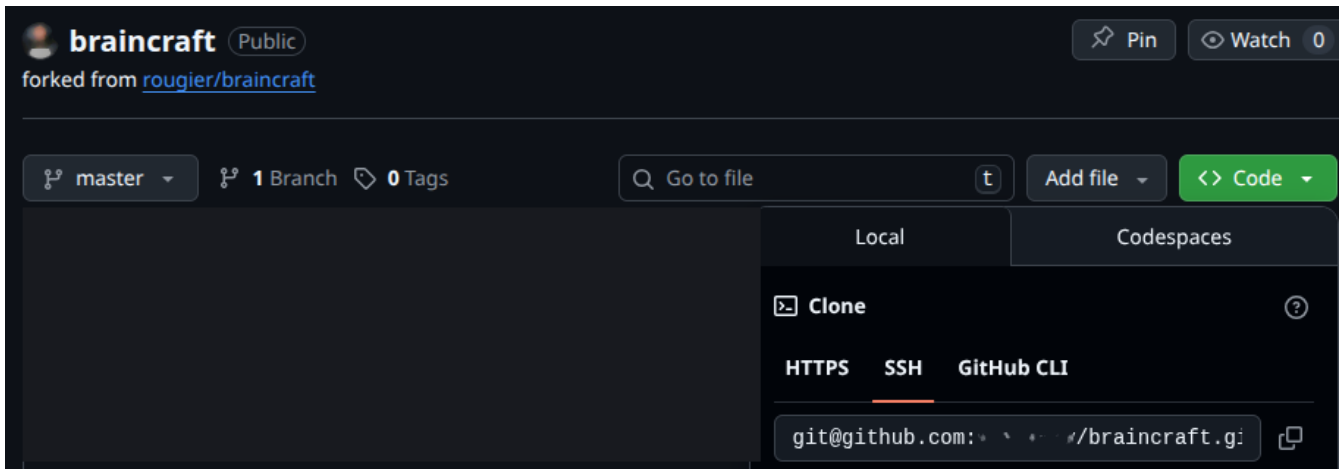 braincraft Public
Pin
Watch 0
forked from rougier/braincraft
master
1 Branch
0 Tags
Go to file
t
Add file
Code
Local
Codespaces
Clone
HTTPS
SSH
GitHub CLI
git@github.com: /braincraft.gi